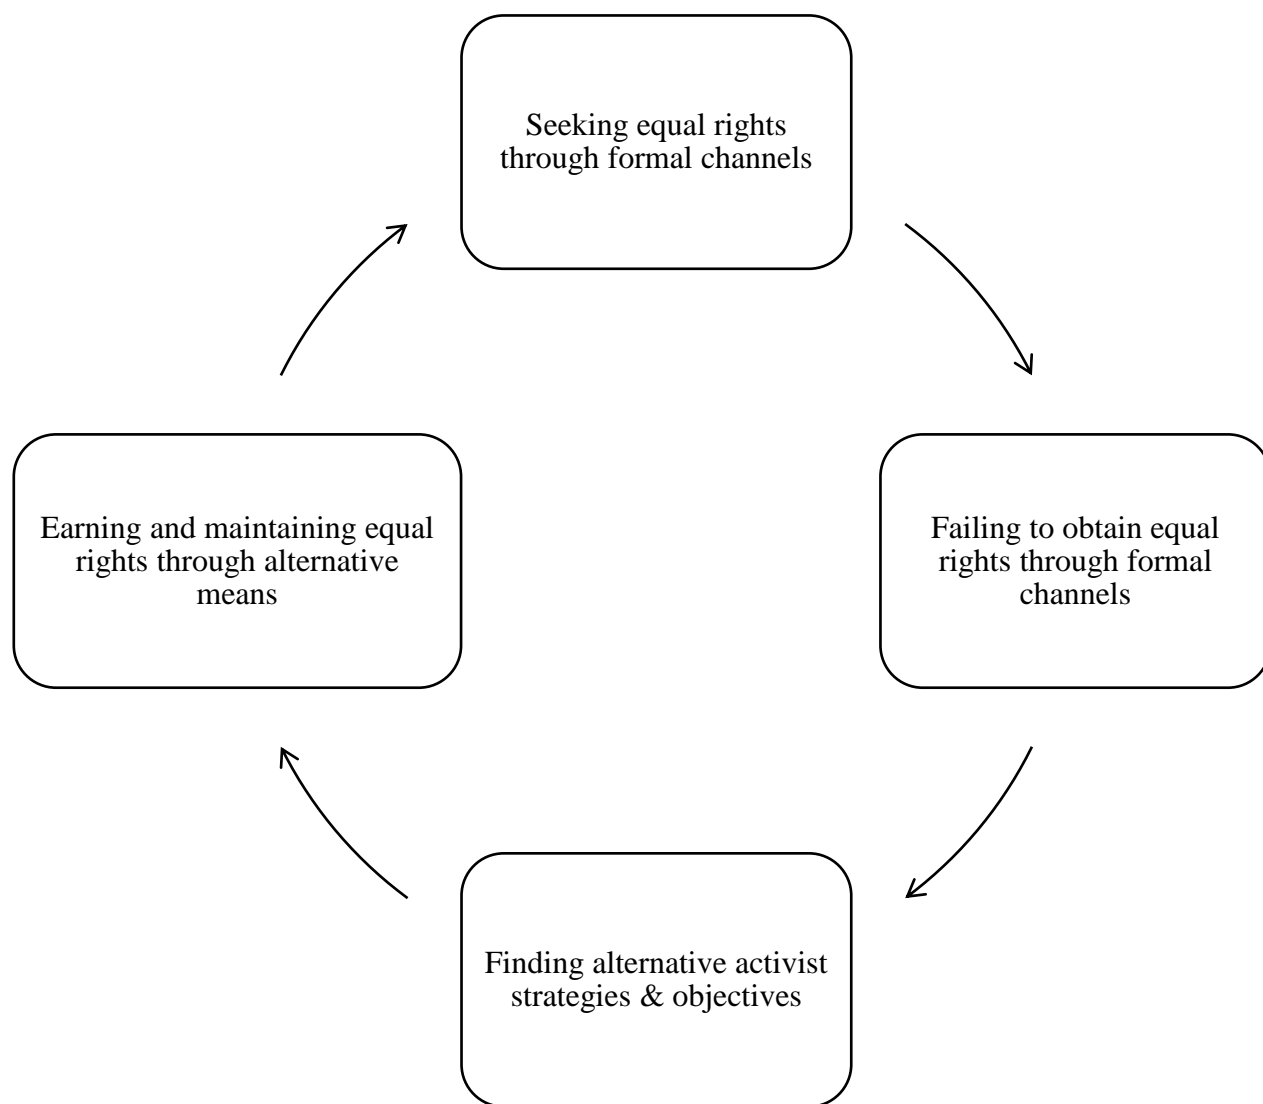 Seeking equal rights
through formal channels
Failing to obtain equal
rights through formal
channels
Finding alternative activist
strategies & objectives
Earning and maintaining equal
rights through alternative
means